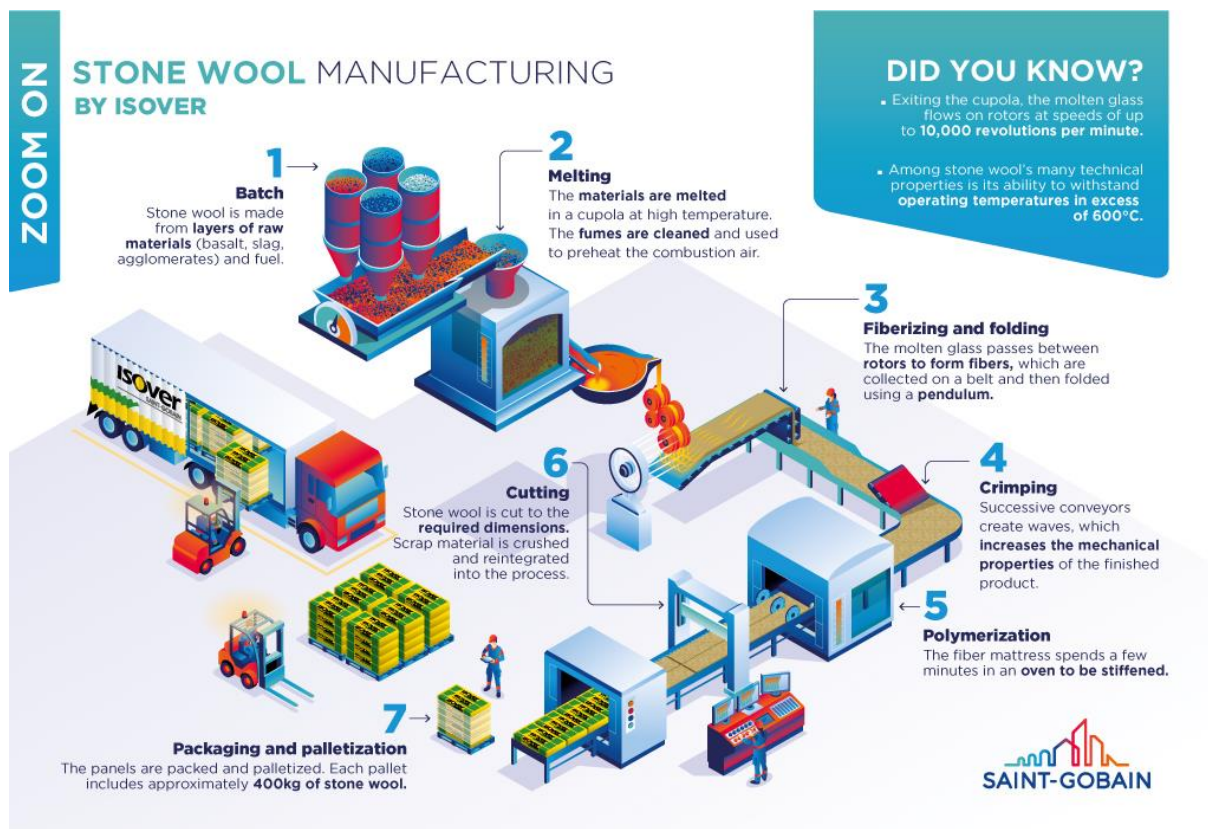 ZOOM ON
STONE WOOL MANUFACTURING
BY ISOVER
DID YOU KNOW?
▪ Exiting the cupola, the molten glass
flows on rotors at speeds of up
to 10,000 revolutions per minute.
▪ Among stone wool's many technical
properties is its ability to withstand
operating temperatures in excess
of 600°C.
1
Batch
Stone wool is made
from layers of raw
materials (basalt, slag,
agglomerates) and fuel.
2
Melting
The materials are melted
in a cupola at high temperature.
The fumes are cleaned and used
to preheat the combustion air.
3
Fiberizing and folding
The molten glass passes between
rotors to form fibers, which are
collected on a belt and then folded
using a pendulum.
isover
SAINT-GOBAIN
4
Crimping
Successive conveyors
create waves, which
increases the mechanical
properties of the finished
product.
5
Polymerization
The fiber mattress spends a few
minutes in an oven to be stiffened.
6
Cutting
Stone wool is cut to the
required dimensions.
Scrap material is crushed
and reintegrated
into the process.
7
Packaging and palletization
The panels are packed and palletized. Each pallet
includes approximately 400kg of stone wool.
SAINT-GOBAIN